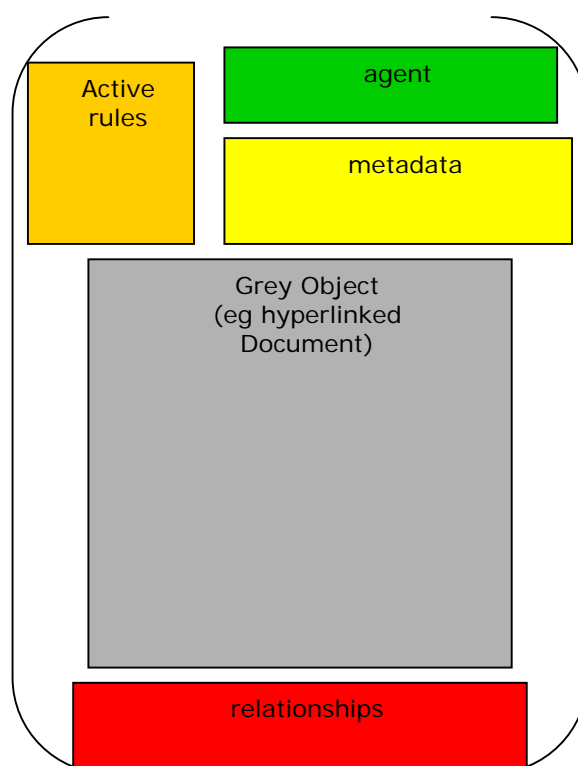 Active
rules
agent
metadata
Grey Object
(eg hyperlinked
Document)
relationships